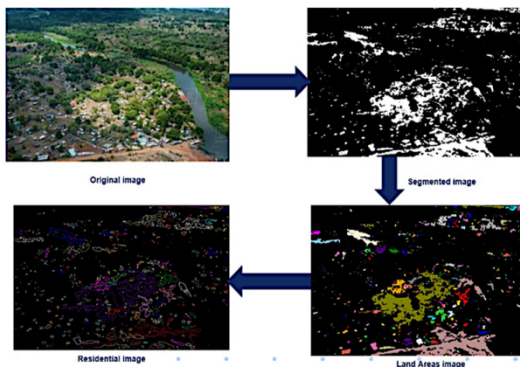 Original image
Segmented image
Residential image
Land Areas image